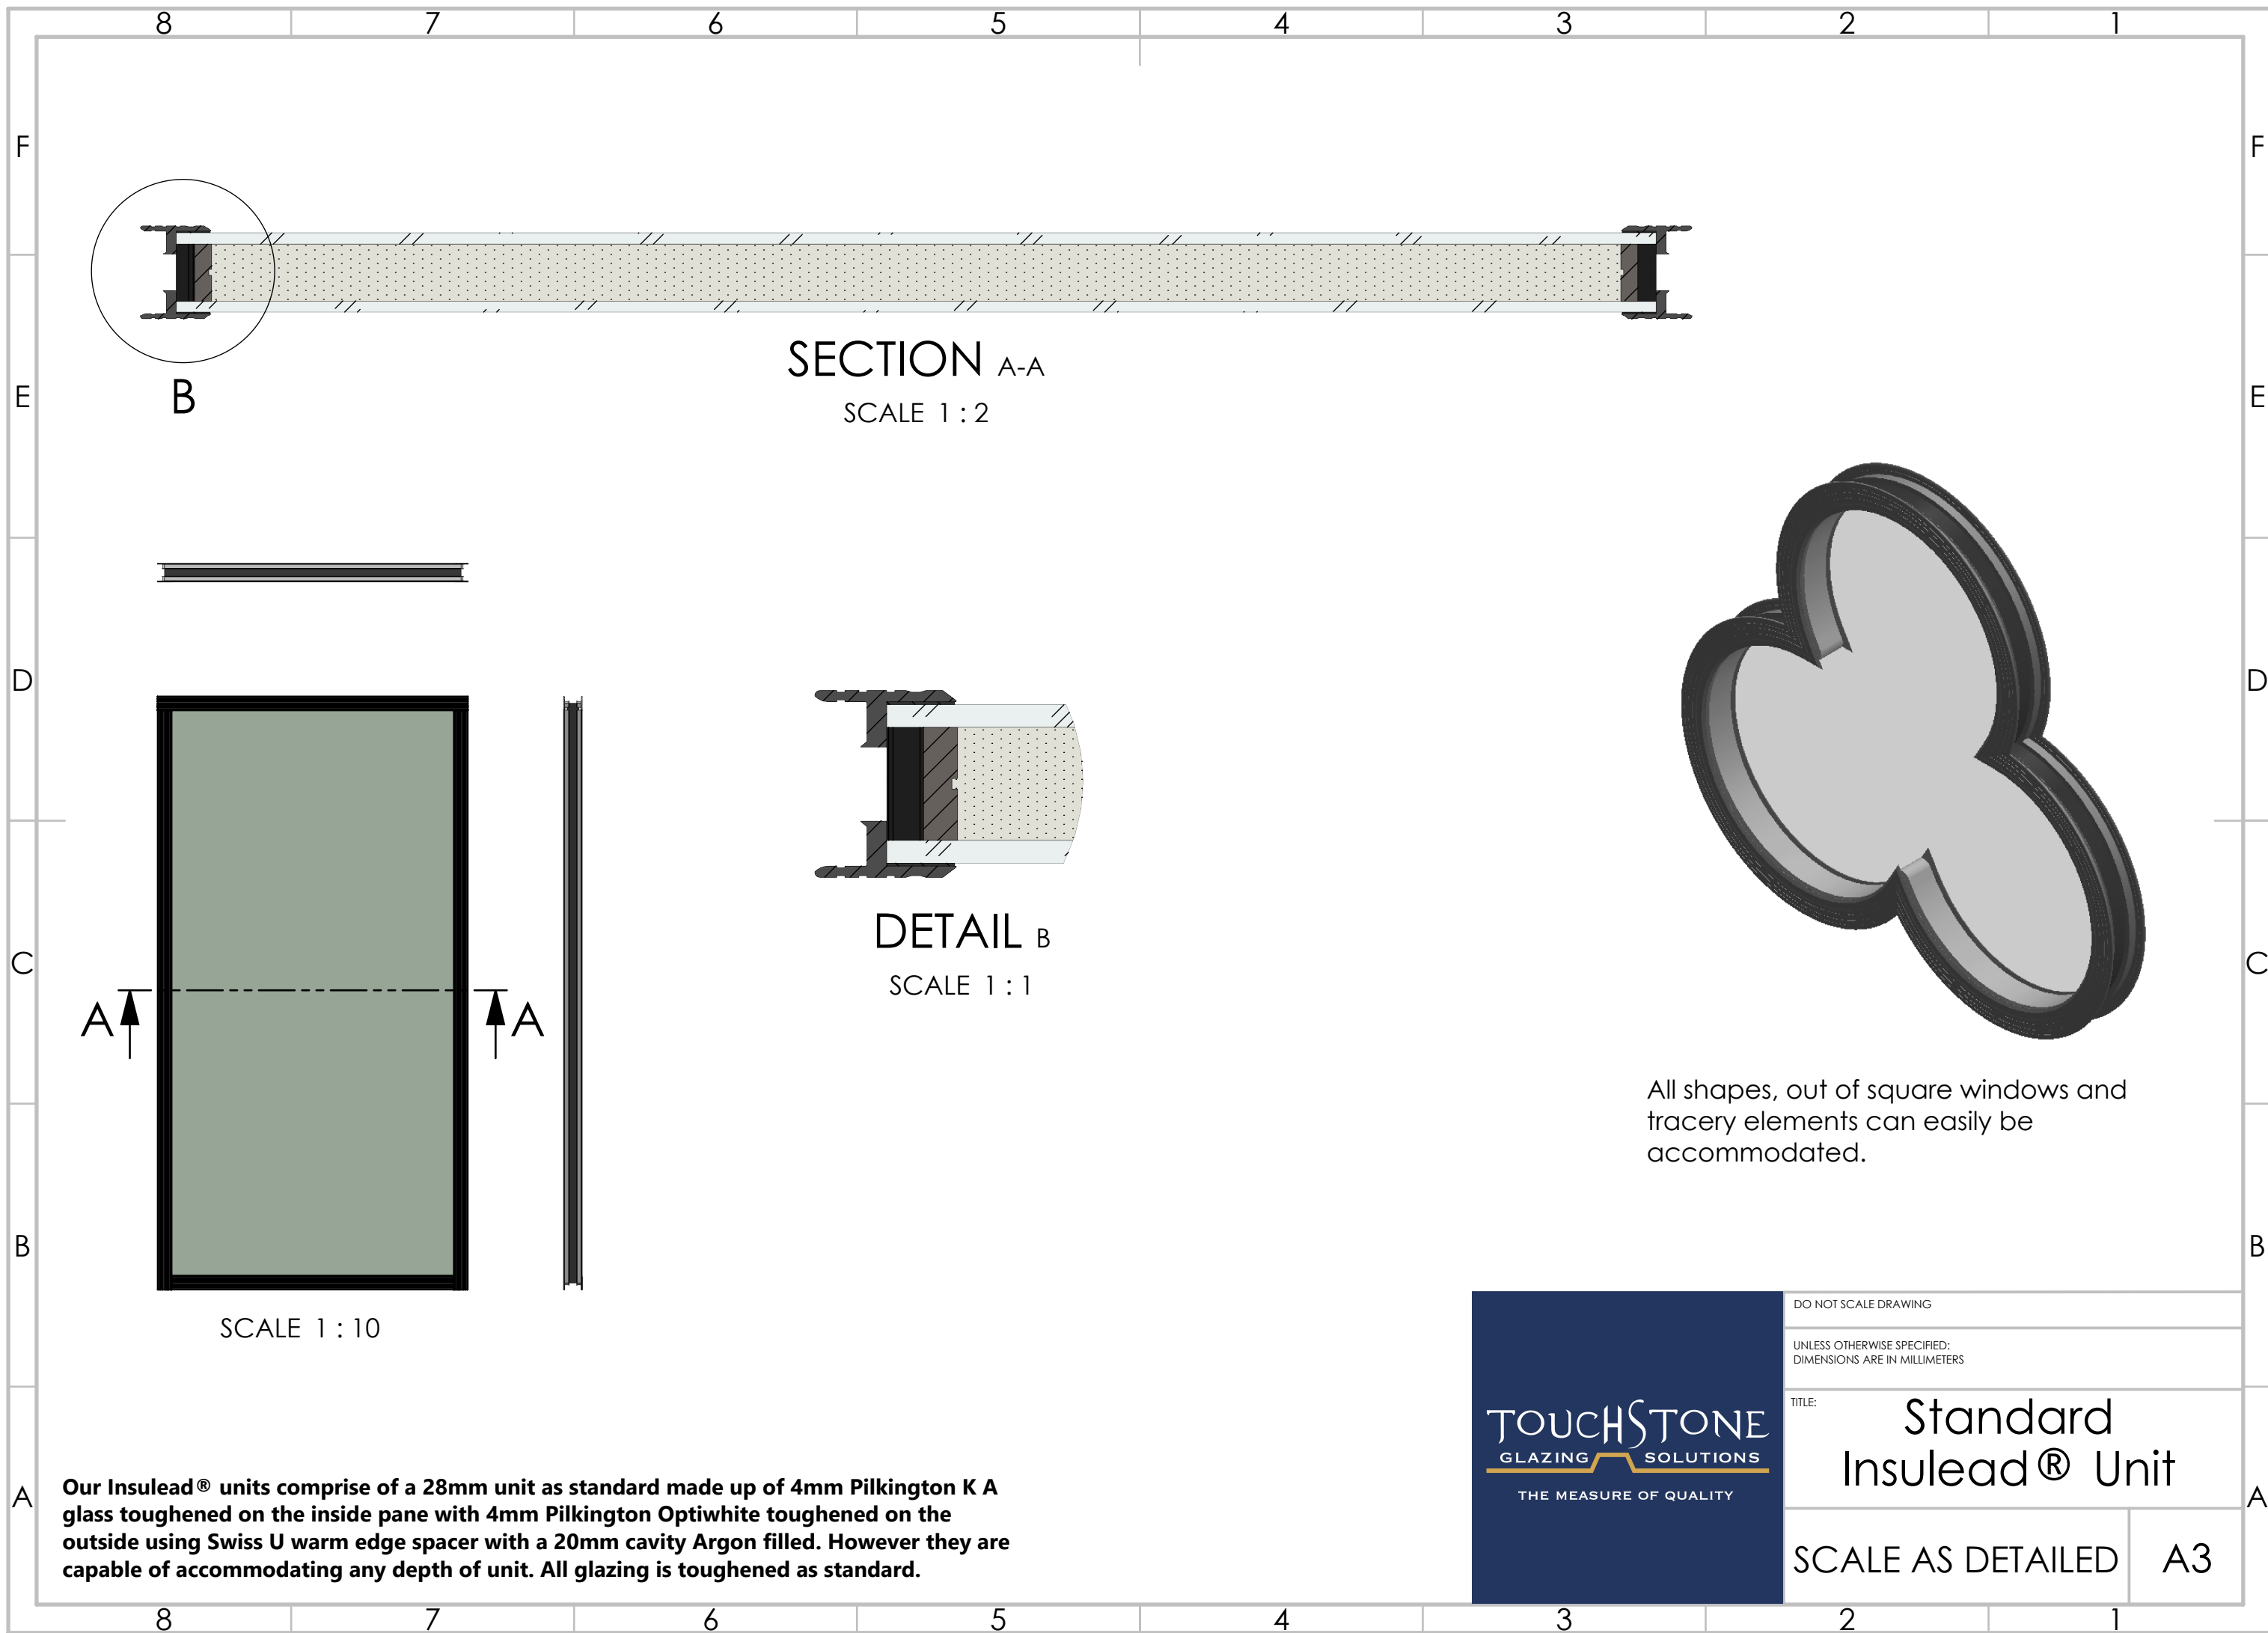 8 7 6 5 4 3 2 1
F F
B
SECTION A-A
SCALE 1 : 2
E E
D D
DETAIL B
SCALE 1 : 1
C C
A A
SCALE 1 : 10
All shapes, out of square windows and
tracery elements can easily be
accommodated.
B B
DO NOT SCALE DRAWING
UNLESS OTHERWISE SPECIFIED:
DIMENSIONS ARE IN MILLIMETERS
TITLE:
Standard
Insulead® Unit
TOUCHSTONE
GLAZING SOLUTIONS
THE MEASURE OF QUALITY
SCALE AS DETAILED
A3
A A
Our Insulead® units comprise of a 28mm unit as standard made up of 4mm Pilkington K A
glass toughened on the inside pane with 4mm Pilkington Optiwhite toughened on the
outside using Swiss U warm edge spacer with a 20mm cavity Argon filled. However they are
capable of accommodating any depth of unit. All glazing is toughened as standard.
8 7 6 5 4 3 2 1